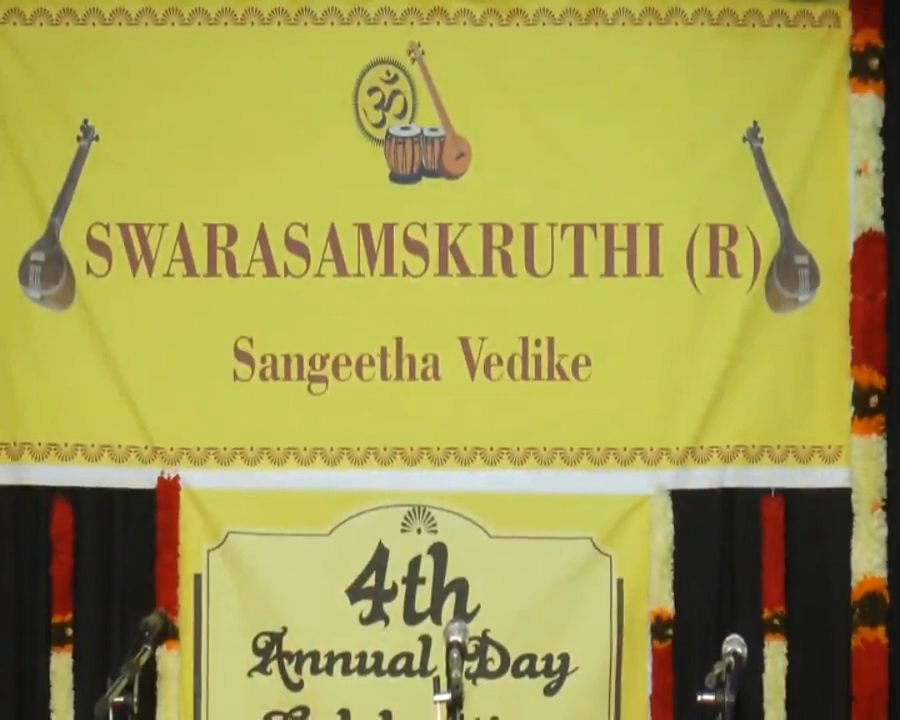 ॐ
SWARASAMSKRUTHI (R)
Sangeetha Vedike
4th
Annual Day